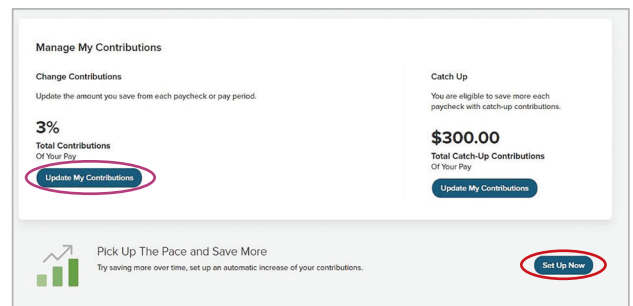 Manage My Contributions
Change Contributions
Update the amount you save from each paycheck or pay period.
3%
Total Contributions
Of Your Pay
Update My Contributions
Catch Up
You are eligible to save more each
paycheck with catch-up contributions.
$300.00
Total Catch-Up Contributions
Of Your Pay
Update My Contributions
Pick Up The Pace and Save More
Try saving more over time, set up an automatic increase of your contributions.
Set Up Now